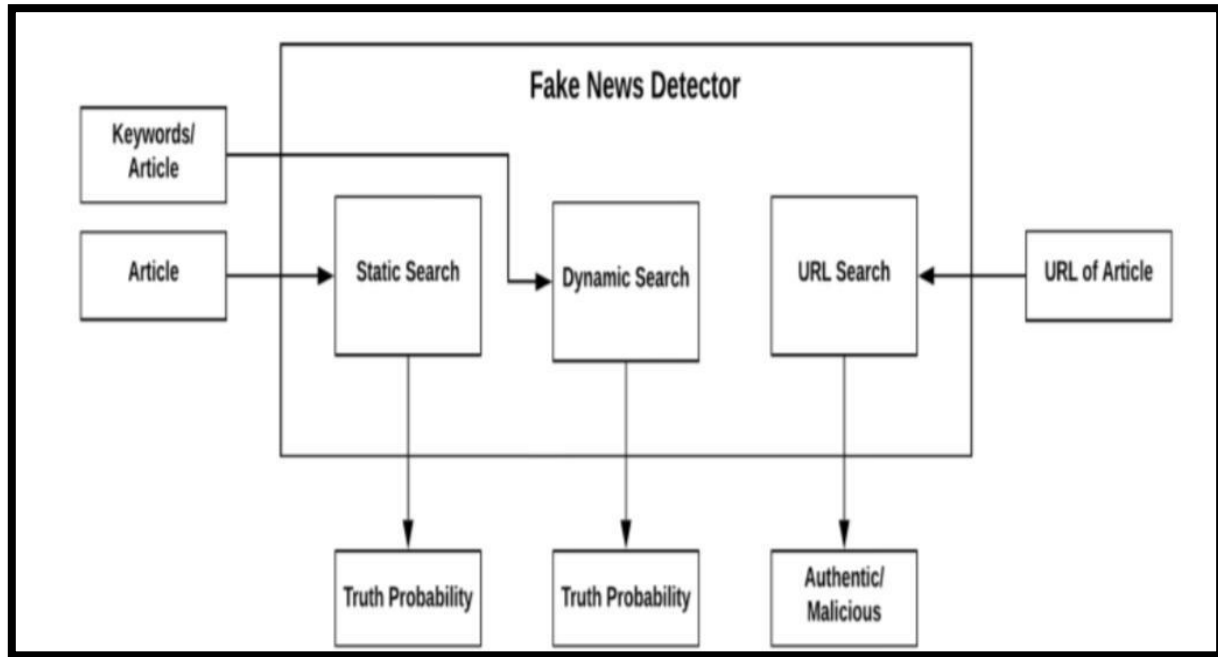 Fake News Detector
Keywords/
Article
Article
Static Search
Dynamic Search
URL Search
URL of Article
Truth Probability
Truth Probability
Authentic/
Malicious